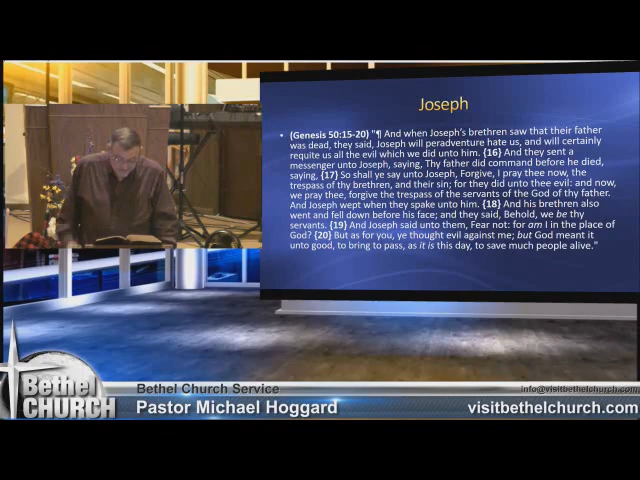 Joseph
• (Genesis 50:15-20) "¶ And when Joseph's brethren saw that their father
was dead, they said, Joseph will peradventure hate us, and will certainly
requite us all the evil which we did unto him. {16} And they sent a
messenger unto Joseph, saying, Thy father did command before he died,
saying, {17} So shall ye say unto Joseph, Forgive, I pray thee now, the
trespass of thy brethren, and their sin; for they did unto thee evil: and now,
we pray thee, forgive the trespass of the servants of the God of thy father.
And Joseph wept when they spake unto him. {18} And his brethren also
went and fell down before his face; and they said, Behold, we be thy
servants. {19} And Joseph said unto them, Fear not: for am I in the place of
God? {20} But as for you, ye thought evil against me; but God meant it
unto good, to bring to pass, as it is this day, to save much people alive."
Bethel
CHURCH
Bethel Church Service
info@visitbethelchurch.com
Pastor Michael Hoggard
visitbethelchurch.com